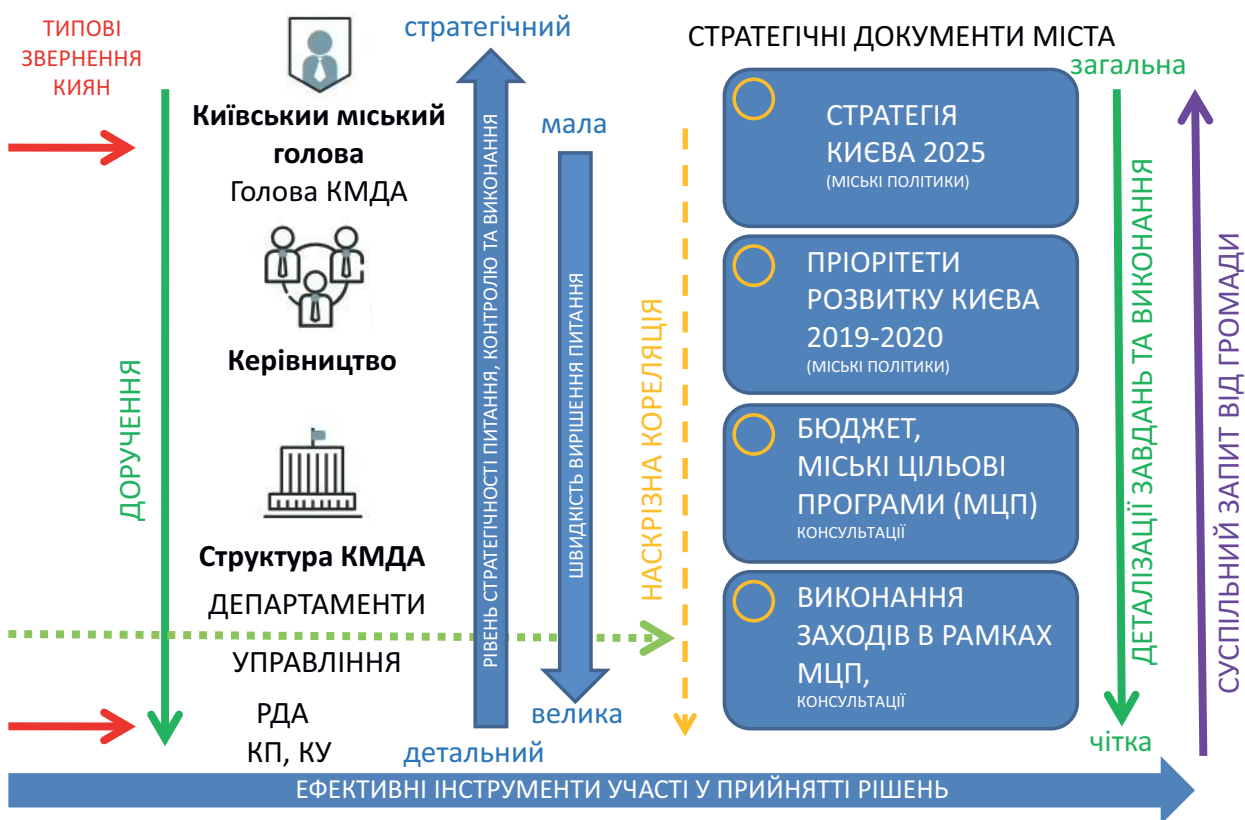 ТИПОВІ
ЗВЕРНЕННЯ
КИЯН
ДОРУЧЕННЯ
Київськии міський
голова
Голова КМДА
Керівництво
Структура КМДА
ДЕПАРТАМЕНТИ
УПРАВЛІННЯ
РДА
КП, КУ
стратегічний
РІВЕНЬ СТРАТЕГІЧНОСТІ ПИТАННЯ, КОНТРОЛЮ ТА ВИКОНАННЯ
детальний
мала
ШВИДКІСТЬ ВИРІШЕННЯ ПИТАННЯ
велика
НАСКРІЗНА КОРЕЛЯЦІЯ
СТРАТЕГІЧНІ ДОКУМЕНТИ МІСТА
СТРАТЕГІЯ
КИЄВА 2025
(МІСЬКІ ПОЛІТИКИ)
ПРІОРІТЕТИ
РОЗВИТКУ КИЄВА
2019-2020
(МІСЬКІ ПОЛІТИКИ)
БЮДЖЕТ,
МІСЬКІ ЦІЛЬОВІ
ПРОГРАМИ (МЦП)
КОНСУЛЬТАЦІЇ
ВИКОНАННЯ
ЗАХОДІВ В РАМКАХ
МЦП,
КОНСУЛЬТАЦІЇ
загальна
ДЕТАЛІЗАЦІЇ ЗАВДАНЬ ТА ВИКОНАННЯ
чітка
СУСПІЛЬНИЙ ЗАПИТ ВІД ГРОМАДИ
ЕФЕКТИВНІ ІНСТРУМЕНТИ УЧАСТІ У ПРИЙНЯТТІ РІШЕНЬ